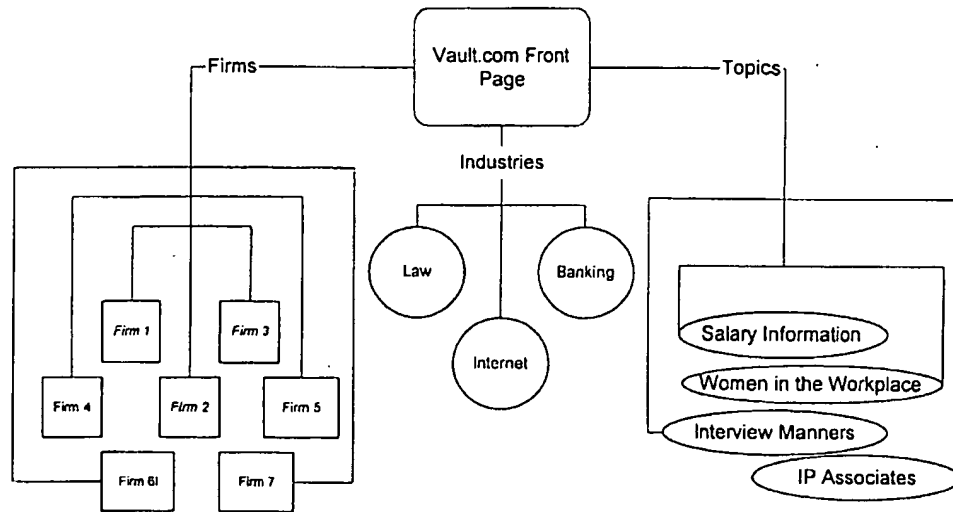 Vault.com Front
Page
Firms
Topics
Industries
Law
Banking
Internet
Firm 1
Firm 3
Firm 4
Firm 2
Firm 5
Firm 6l
Firm 7
Salary Information
Women in the Workplace
Interview Manners
IP Associates